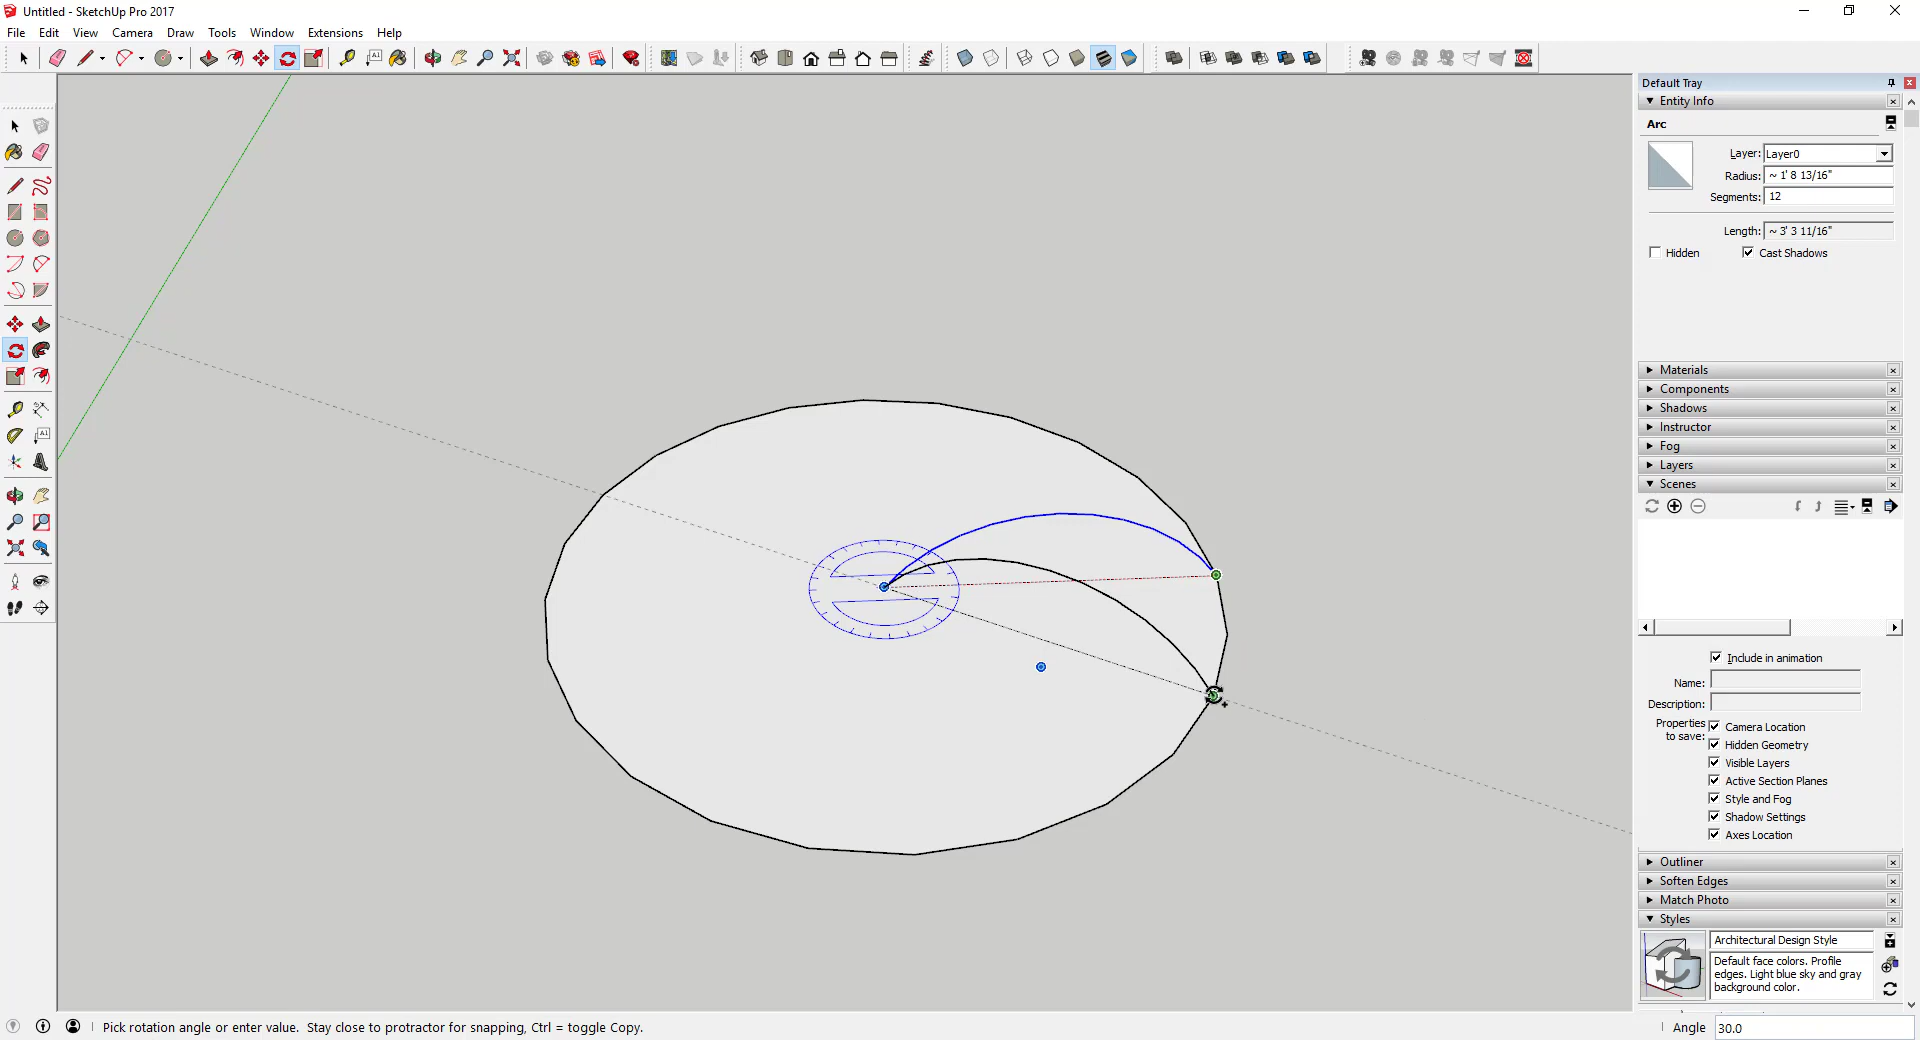 Untitled - SketchUp Pro 2017
File Edit View Camera Draw Tools Window Extensions Help
A1
Default Tray
Entity Info
Arc
Layer: Layer0
Radius: ~ 1' 8 13/16"
Segments: 12
Length: ~ 3' 3 11/16"
Hidden Cast Shadows
Materials
Components
Shadows
Instructor
Fog
Layers
Scenes
Include in animation
Name:
Description:
Properties to save:
Camera Location
Hidden Geometry
Visible Layers
Active Section Planes
Style and Fog
Shadow Settings
Axes Location
Outliner
Soften Edges
Match Photo
Styles
Architectural Design Style
Default face colors. Profile
edges. Light blue sky and gray
background color.
A1
Pick rotation angle or enter value. Stay close to protractor for snapping, Ctrl = toggle Copy.
Angle 30.0